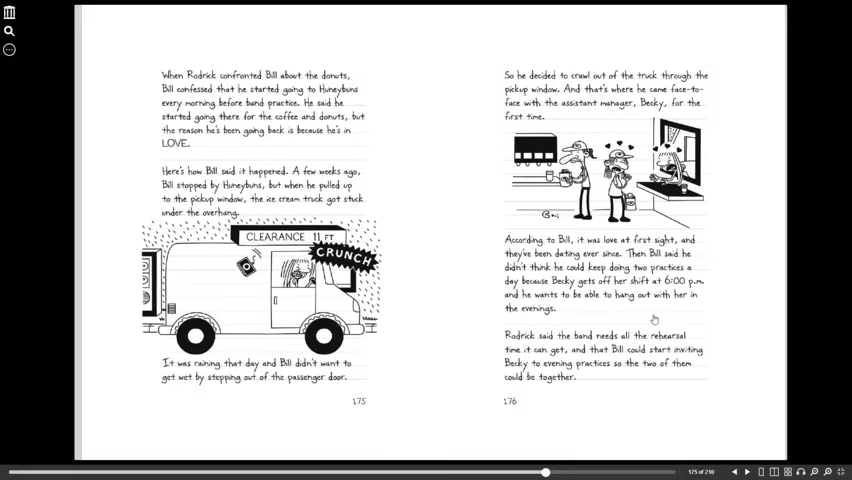 When Rodrick confronted Bill about the donuts,
Bill confessed that he started going to Huneybuns
every morning before band practice. He said he
started going there for the coffee and donuts, but
the reason he's been going back is because he's in
LOVE.
Here's how Bill said it happened. A few weeks ago,
Bill stopped by Huneybuns, but when he pulled up
to the pickup window, the ice cream truck got stuck
under the overhang.
CLEARANCE 11 FT
CRUNCH
It was raining that day and Bill didn't want to
get wet by stepping out of the passenger door.
175
So he decided to crawl out of the truck through the
pickup window. And that's where he came face-to-
face with the assistant manager, Becky, for the
first time.
According to Bill, it was love at first sight, and
they've been dating ever since. Then Bill said he
didn't think he could keep doing two practices a
day because Becky gets off her shift at 6:00 p.m.
and he wants to be able to hang out with her in
the evenings.
Rodrick said the band needs all the rehearsal
time it can get, and that Bill could start inviting
Becky to evening practices so the two of them
could be together.
176
175 of 216